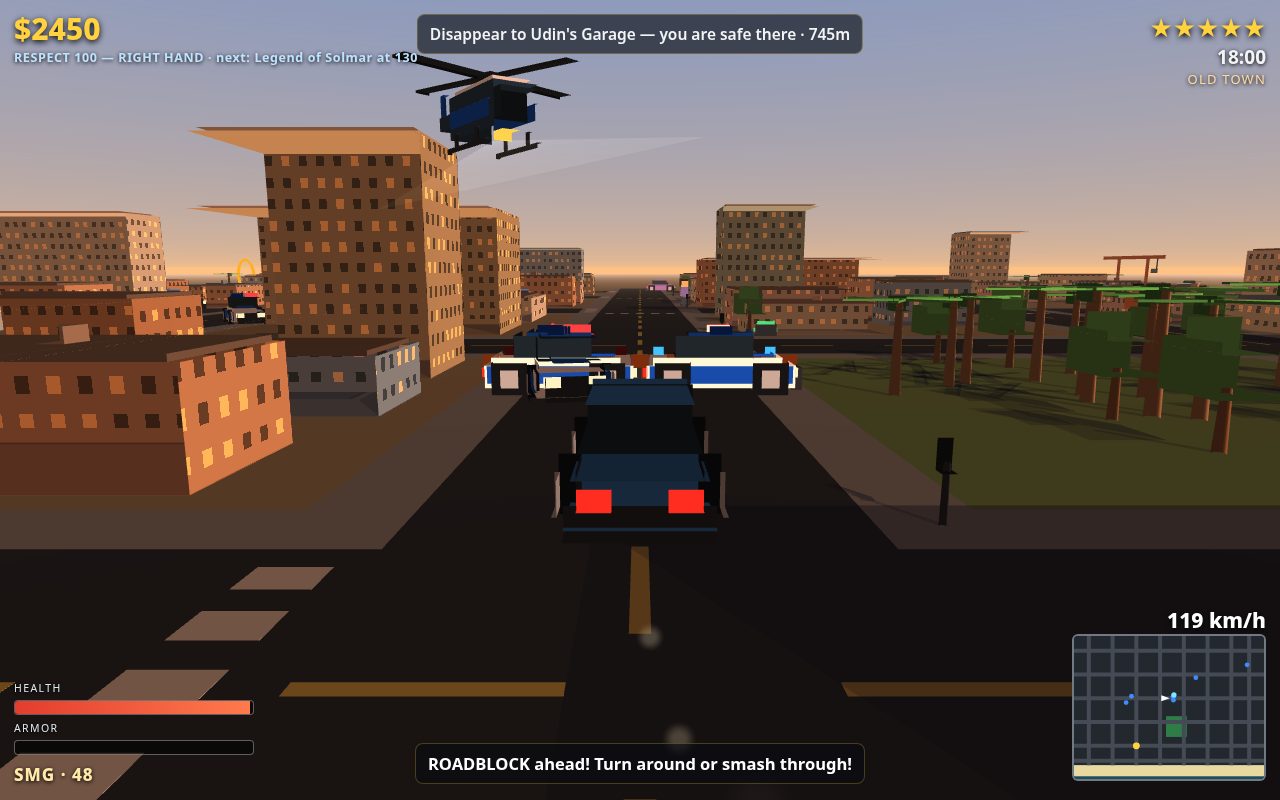 $2450
RESPECT 100 — RIGHT HAND · next: Legend of Solmar at 130
Disappear to Udin's Garage — you are safe there · 745m
★★★★★
18:00
OLD TOWN
119 km/h
HEALTH
ARMOR
SMG · 48
ROADBLOCK ahead! Turn around or smash through!